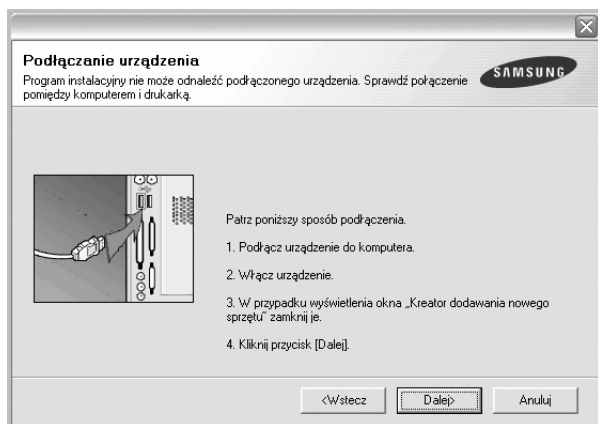 Podłączanie urządzenia
Program instalacyjny nie może odnaleźć podłączonego urządzenia. Sprawdź połączenie
pomiędzy komputerem i drukarką.
SAMSUNG
Patrz poniższy sposób podłączenia.
1. Podłącz urządzenie do komputera.
2. Włącz urządzenie.
3. W przypadku wyświetlenia okna „Kreator dodawania nowego
sprzętu” zamknij je.
4. Kliknij przycisk [Dalej].
<Wstecz
Dalej>
Anuluj